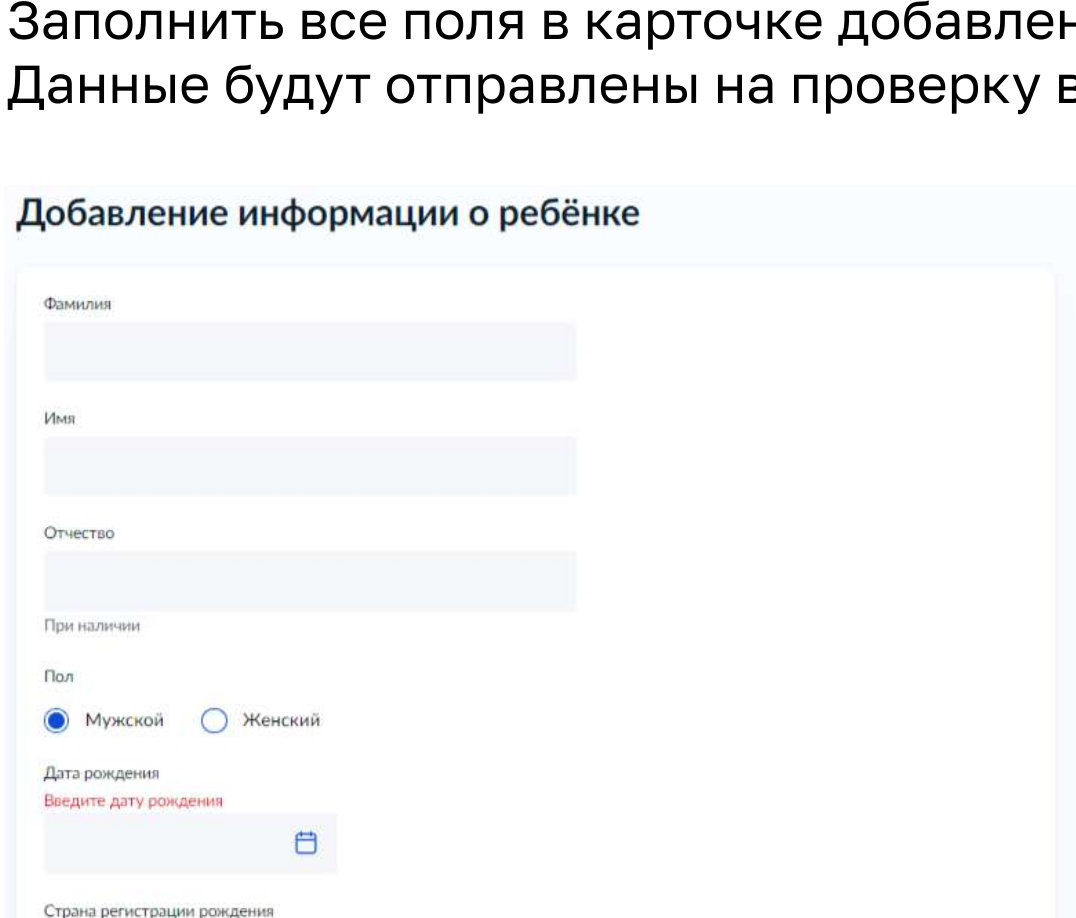 Заполнить все поля в карточке
Данные будут отправлены на проверку
Добавление информации о ребёнке
Фамилия
Имя
Отчество
При наличии
Пол
Мужской Женский
Дата рождения
Введите дату рождения
Страна регистрации рождения